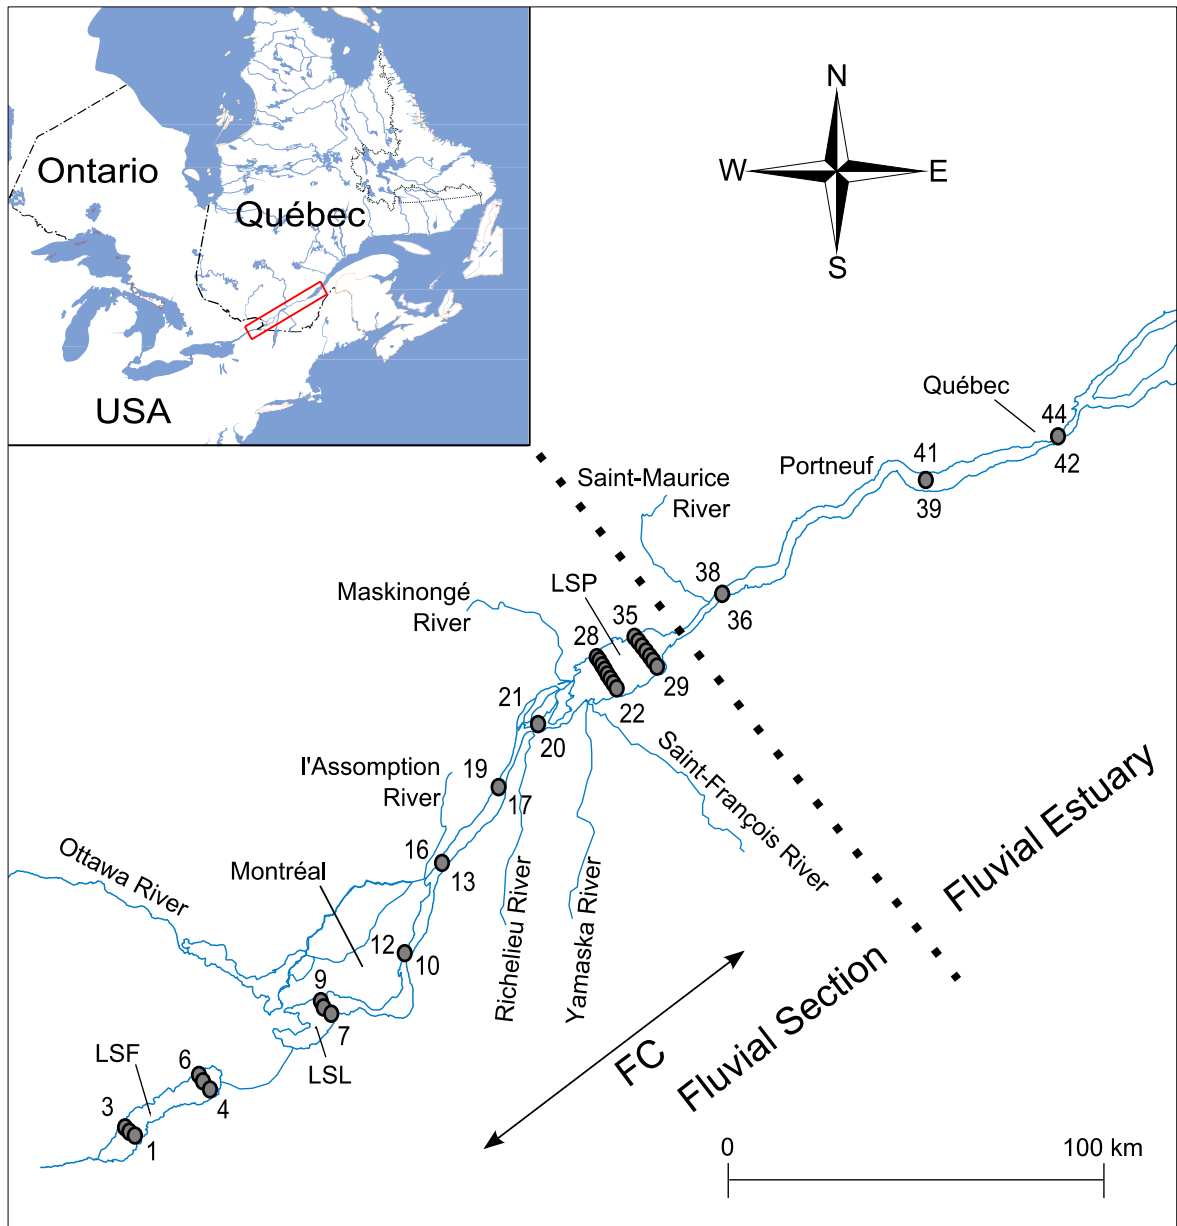 Ontario
Québec
USA
N
W
E
S
Québec
44
42
41
Portneuf
39
Saint-Maurice
River
38
36
LSP
Maskinongé
River
35
28
29
22
21
20
Saint-François River
l'Assomption
River
19
17
Fluvial Estuary
16
13
Ottawa River
Montréal
Richelieu River
Yamaska River
12
10
Fluvial Section
9
7
FC
LSF
6
LSL
4
3
1
0
100 km